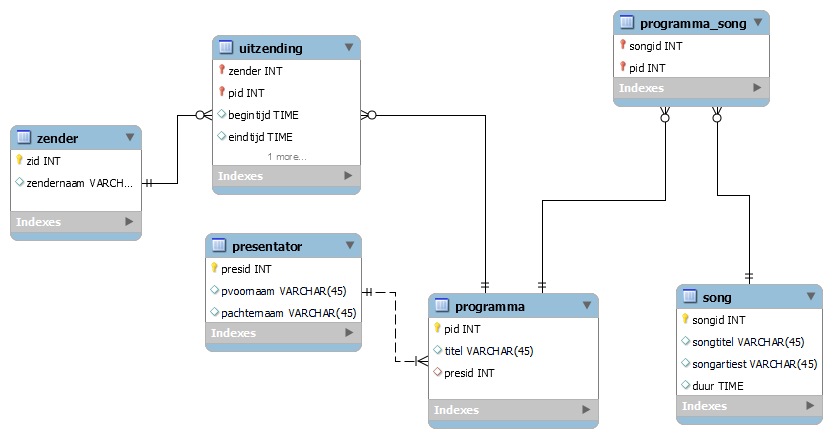 uitzending
zender INT
pid INT
begintijd TIME
eindtijd TIME
1 more...
Indexes
programma_song
songid INT
pid INT
Indexes
zender
zid INT
zendernaam VARCH...
Indexes
presentator
presid INT
pvoornaam VARCHAR(45)
pachternaam VARCHAR(45)
Indexes
programma
pid INT
titel VARCHAR(45)
presid INT
Indexes
song
songid INT
songtitel VARCHAR(45)
songartiest VARCHAR(45)
duur TIME
Indexes